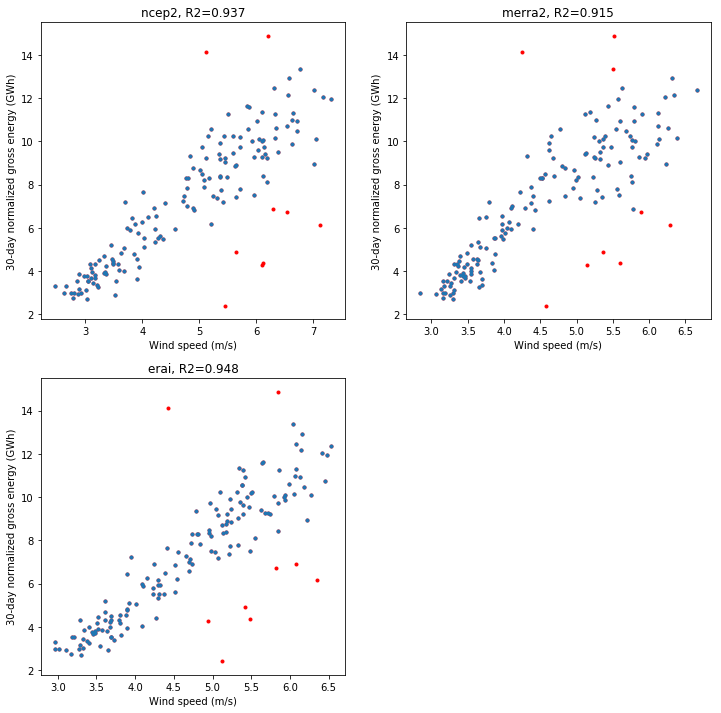 ncep2, R2=0.937
30-day normalized gross energy (GWh)
14
12
10
8
6
4
2
3 4 5 6 7
Wind speed (m/s)
merra2, R2=0.915
30-day normalized gross energy (GWh)
14
12
10
8
6
4
2
3.0 3.5 4.0 4.5 5.0 5.5 6.0 6.5
Wind speed (m/s)
erai, R2=0.948
30-day normalized gross energy (GWh)
14
12
10
8
6
4
2
3.0 3.5 4.0 4.5 5.0 5.5 6.0 6.5
Wind speed (m/s)